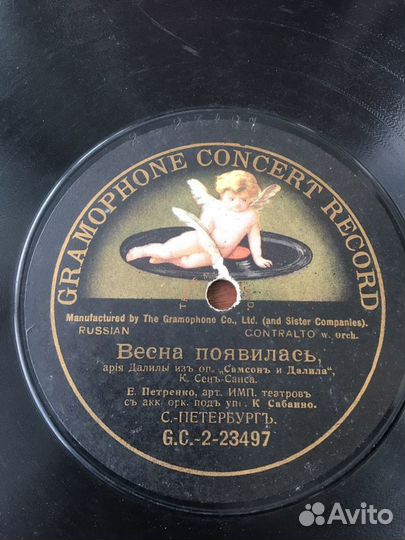 GRAMOPHONE CONCERT RECORD
Manufactured by The Gramophone Co., Ltd. (and Sister Companies).
RUSSIAN CONTRALTO w. orch.
Весна появилась,
арія Далилы изъ оп. „Самсонъ и Далила“,
К. Сенъ-Санса.
Е. Петренко, арт. ИМП. театровъ
съ акк. орк. подъ упр. К. Сабанно.
С.-ПЕТЕРБУРГЪ.
G.C.-2-23497
Avito